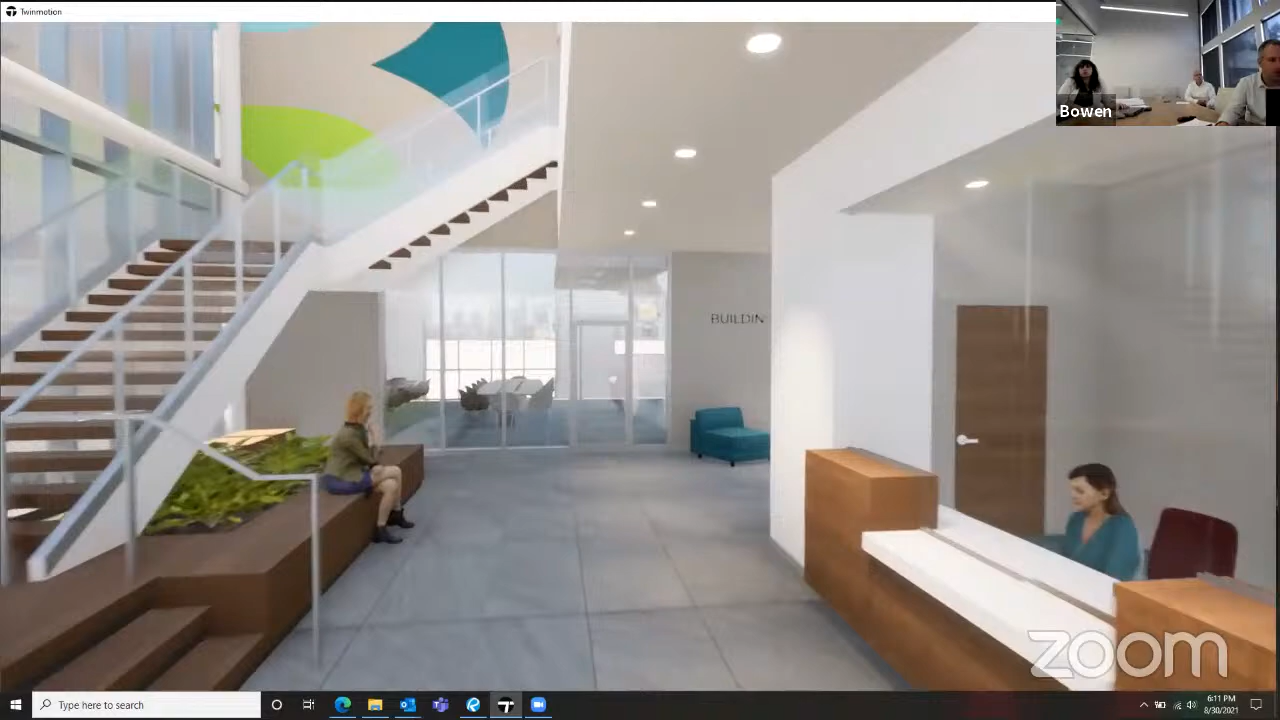 Twinmotion
Bowen
BUILDIN
zoom
Type here to search
6:11 PM
8/30/2021